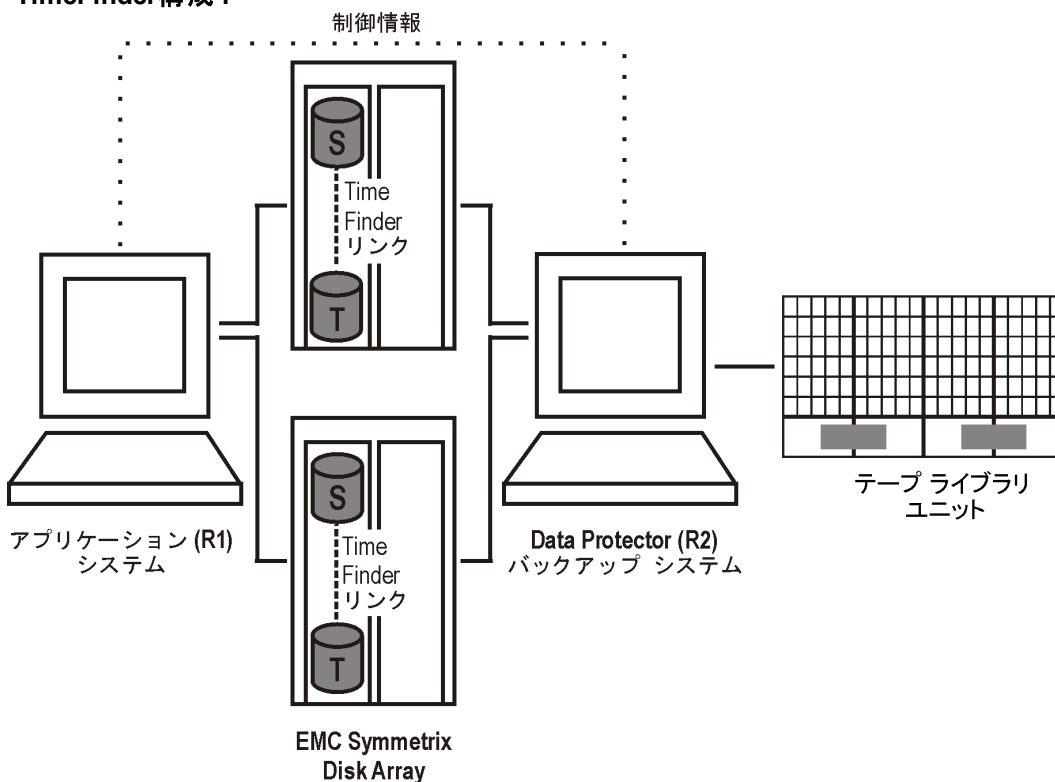 制御情報
S
Time
Finder
リンク
T
S
Time
Finder
リンク
T
アプリケーション (R1)
システム
Data Protector (R2)
バックアップ システム
テープ ライブラリ
ユニット
EMC Symmetrix
Disk Array